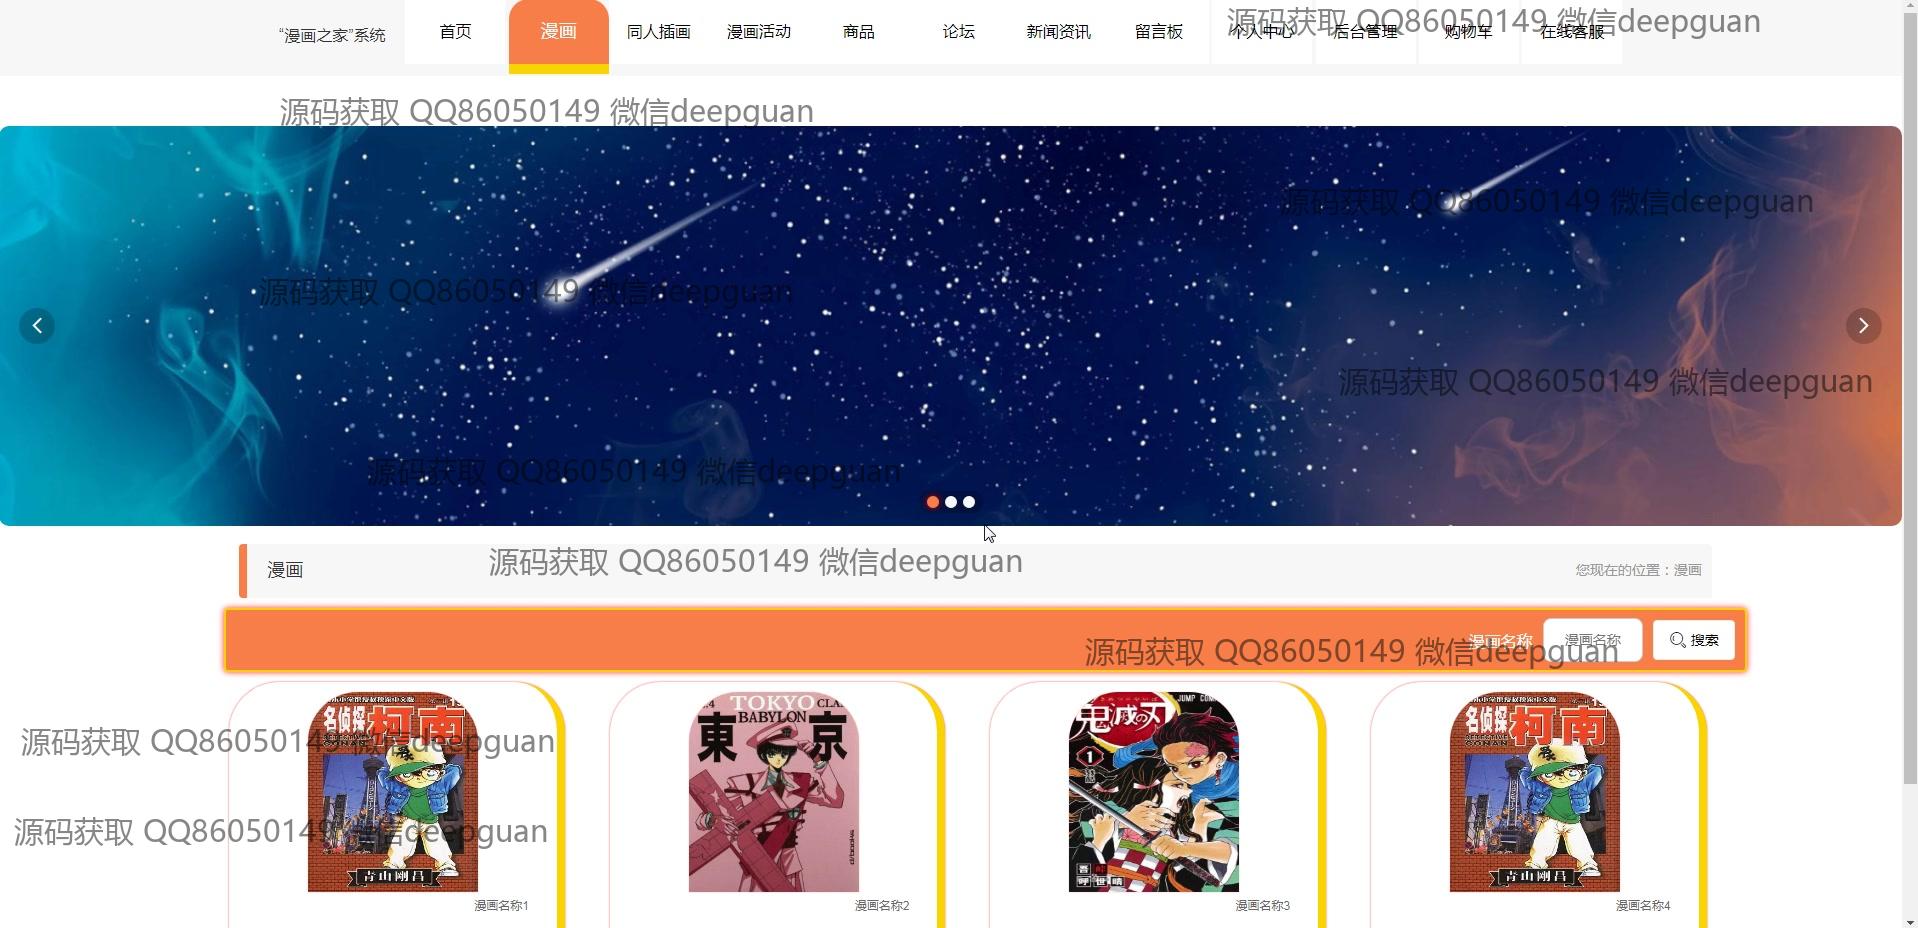 “漫画之家”系统 首页 漫画 同人插画 漫画活动 商品 论坛 新闻资讯 留言板 个人中心 后台管理 购物车 在线客服
源码获取 QQ86050149 微信deepguan
源码获取 QQ86050149 微信deepguan
源码获取 QQ86050149 微信deepguan
源码获取 QQ86050149 微信deepguan
源码获取 QQ86050149 微信deepguan
源码获取 QQ86050149 微信deepguan
漫画
源码获取 QQ86050149 微信deepguan
您现在的位置：漫画
漫画名称 漫画名称 搜索
源码获取 QQ86050149 微信deepguan
名侦探柯南
DETECTIVE CONAN
青山刚昌
TOKYO
BABYLON
東京
JUMP
鬼滅の刃
1
吾峠呼世晴
名侦探柯南
DETECTIVE CONAN
青山刚昌
源码获取 QQ86050149 微信deepguan
源码获取 QQ86050149 微信deepguan
漫画名称1
漫画名称2
漫画名称3
漫画名称4